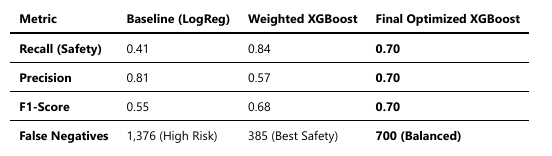 Metric Baseline (LogReg) Weighted XGBoost Final Optimized XGBoost
Recall (Safety) 0.41 0.84 0.70
Precision 0.81 0.57 0.70
F1-Score 0.55 0.68 0.70
False Negatives 1,376 (High Risk) 385 (Best Safety) 700 (Balanced)